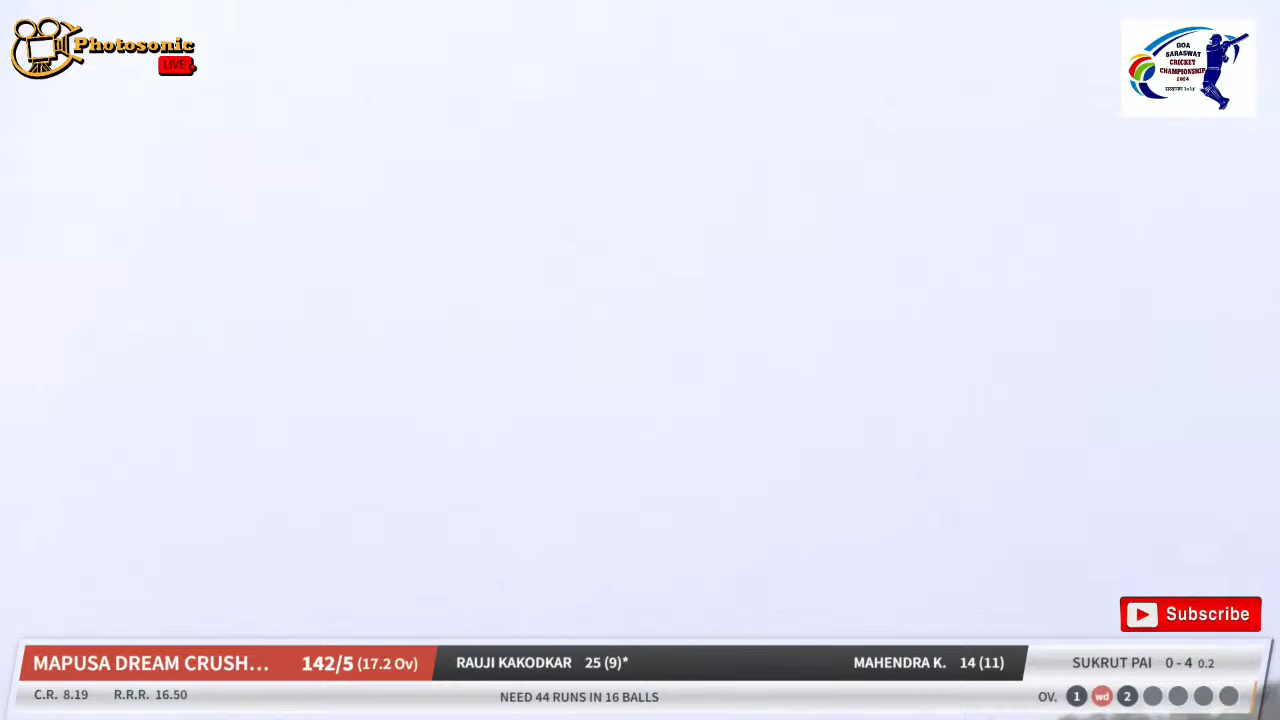 Photosonic
LIVE
GOA
SARASWAT
CRICKET
CHAMPIONSHIP
2024
Subscribe
MAPUSA DREAM CRUSH... 142/5 (17.2 Ov) RAUJI KAKODKAR 25 (9)* MAHENDRA K. 14 (11) SUKRUT PAI 0 - 4 0.2
C.R. 8.19 R.R.R. 16.50 NEED 44 RUNS IN 16 BALLS OV. 1 wd 2